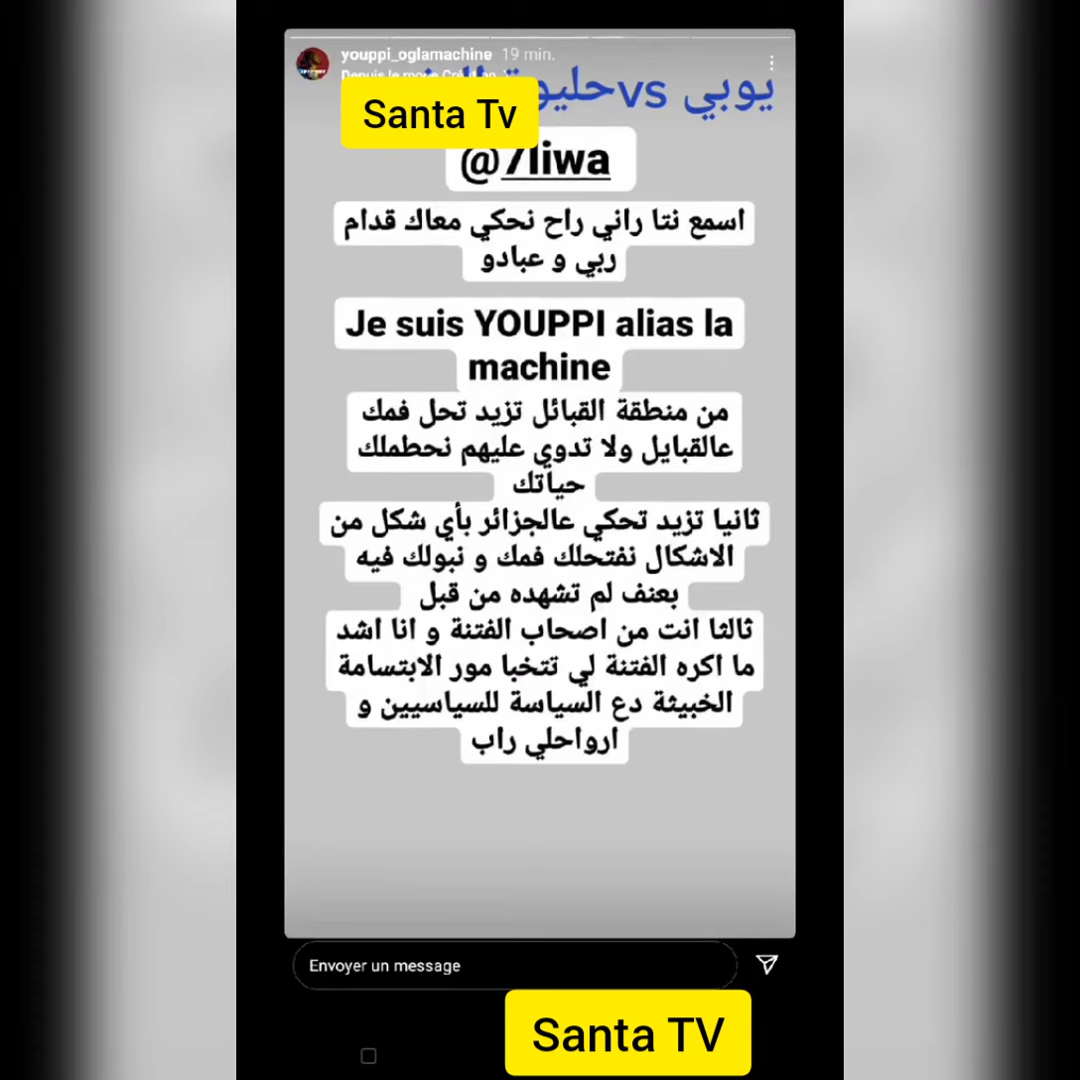 youppi_oglamachine 19 min.
Depuis le mode
يوبي vs
Santa Tv
@7liwa
اسمع نتا راني راح نحكي معاك قدام
ربي و عبادو
Je suis YOUPPI alias la
machine
من منطقة القبائل تزيد تحل فمك
عالقبايل ولا تدوي عليهم نحطملك
حياتك
ثانيا تزيد تحكي عالجزائر بأي شكل من
الاشكال نفتحلك فمك و نبولك فيه
بعنف لم تشهده من قبل
ثالثا انت من اصحاب الفتنة و انا اشد
ما اكره الفتنة لي تتخبا مور الابتسامة
الخبيثة دع السياسة للسياسيين و
ارواحلي راب
Envoyer un message
Santa TV